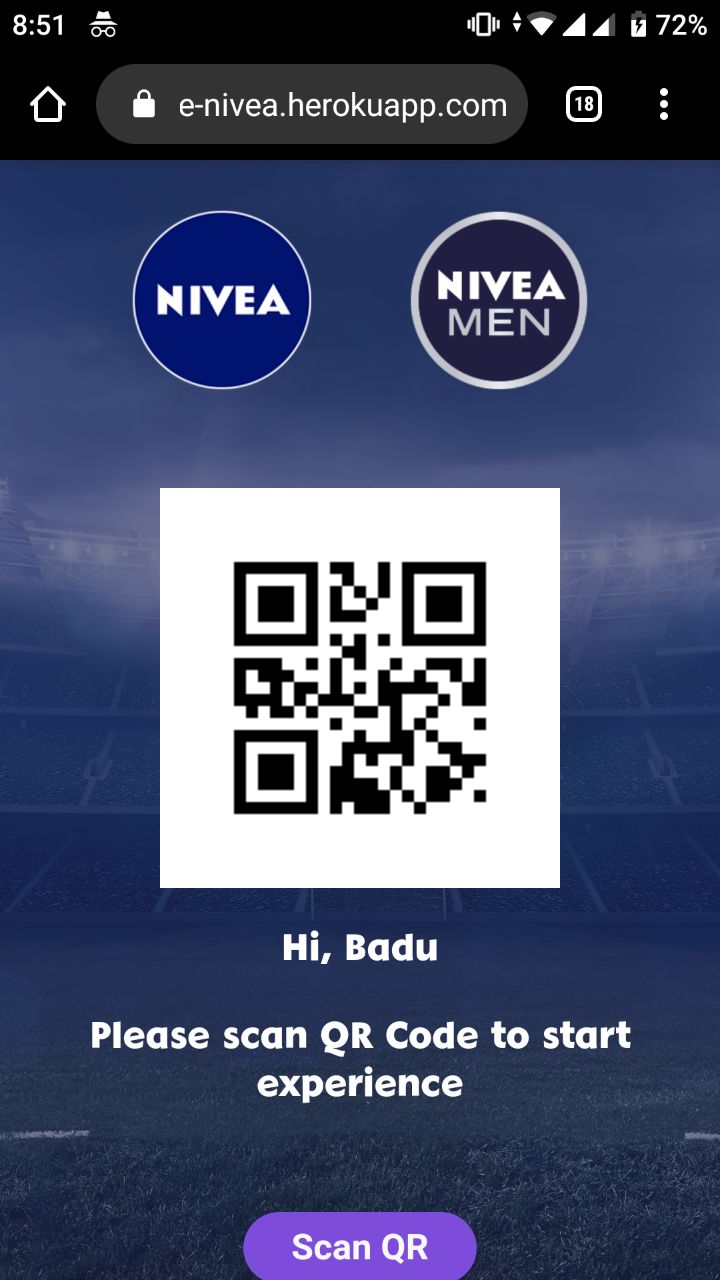 8:51
72%
e-nivea.herokuapp.com
18
NIVEA
NIVEA
MEN
Hi, Badu
Please scan QR Code to start
experience
Scan QR